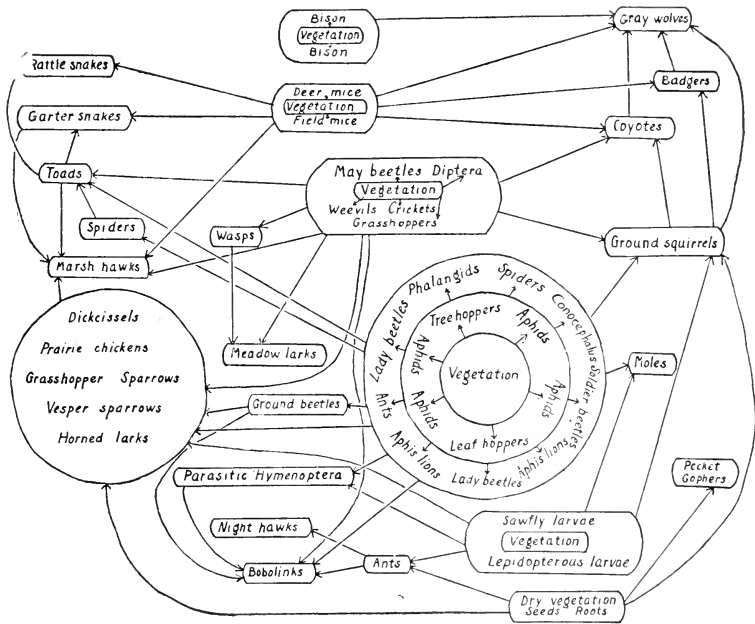 Bison
Vegetation
Bison
Gray wolves
Rattle snakes
Badgers
Deer mice
Vegetation
Field mice
Garter snakes
Coyotes
Toads
May beetles Diptera
Vegetation
Weevils Crickets
Grasshoppers
Spiders
Wasps
Ground squirrels
Marsh hawks
Dickcissels
Prairie chickens
Grasshopper Sparrows
Vesper sparrows
Horned larks
Meadow larks
Phalangids
Spiders
Conocephalus
Soldier beetles
Aphis lions
Lady beetles
Aphis lions
Ants
Lady beetles
Tree hoppers
Aphids
Aphids
Leaf hoppers
Aphids
Aphids
Vegetation
Moles
Ground beetles
Parasitic Hymenoptera
Pocket
Gophers
Night hawks
Sawfly larvae
Vegetation
Lepidopterous larvae
Bobolinks
Ants
Dry vegetation
Seeds Roots